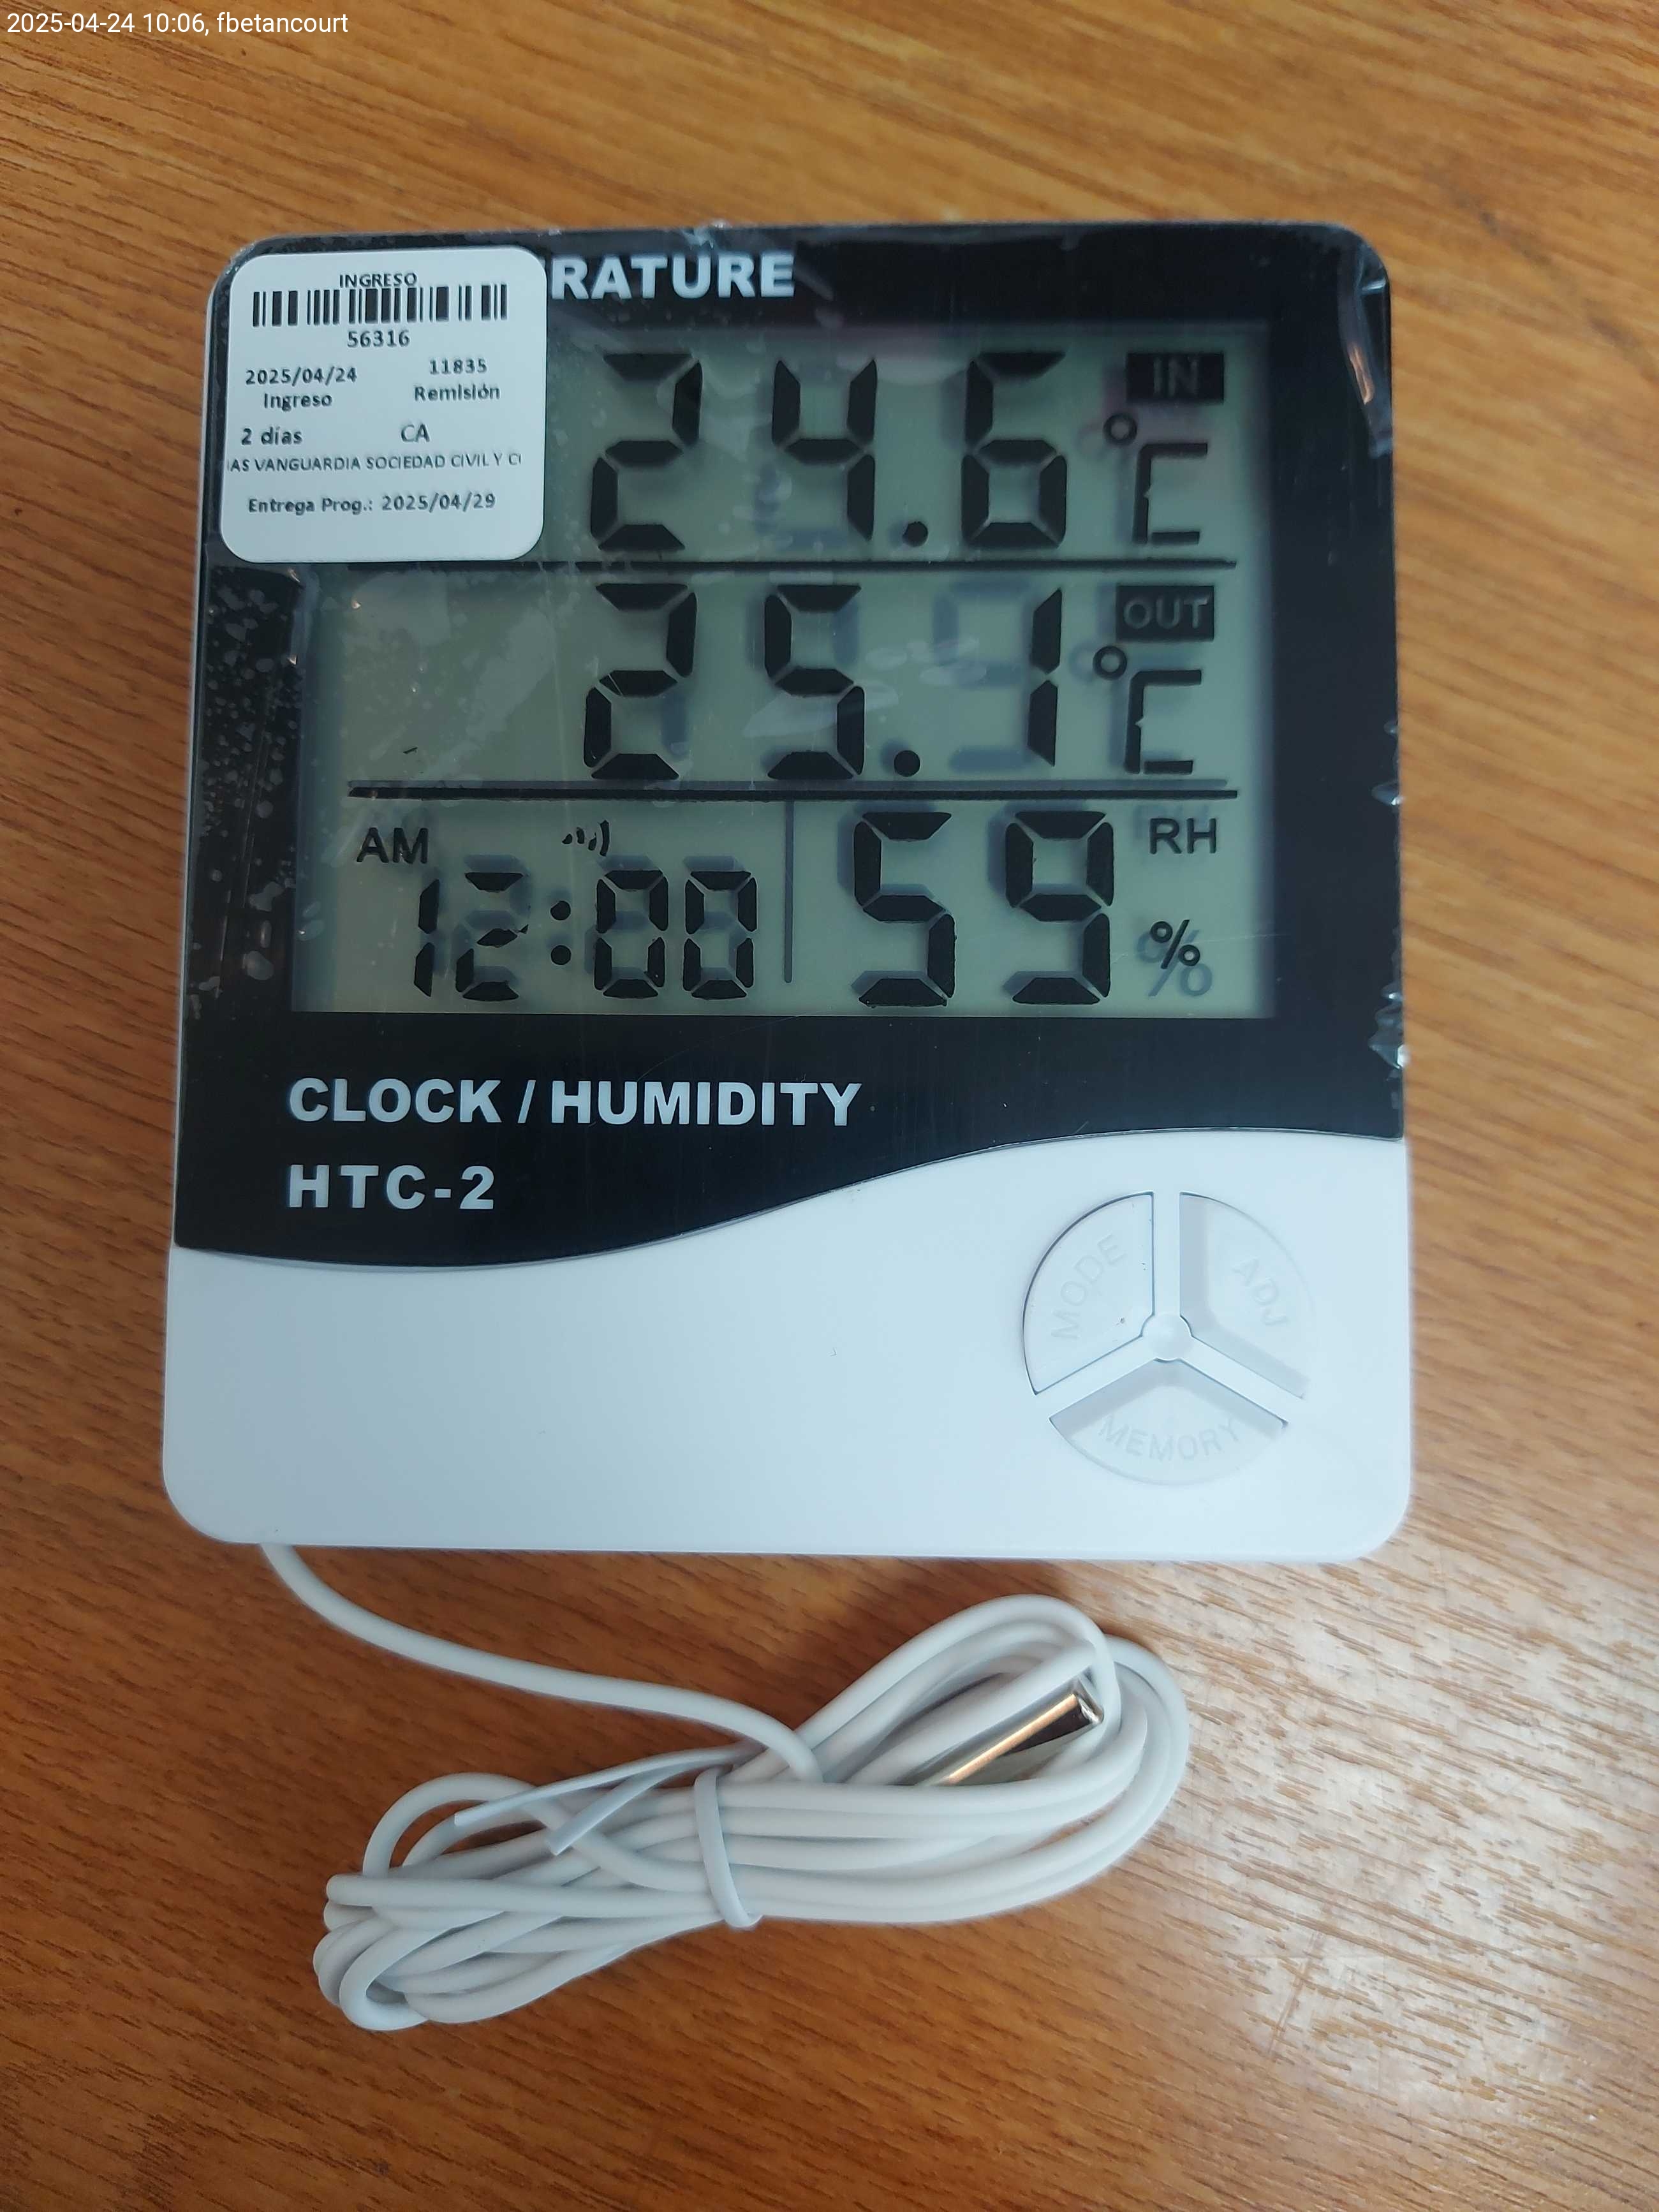 2025-04-24 10:06, fbetancourt
RATURE
INGRESO
56316
2025/04/24 11835
Ingreso Remisión
2 días CA
VANGUARDIA SOCIEDAD CIVIL Y
Entrega Prog.: 2025/04/29
24.6 °C IN
25.1 °C OUT
AM 12:00 59 RH %
CLOCK / HUMIDITY
HTC-2
MODE ADJ
MEMORY